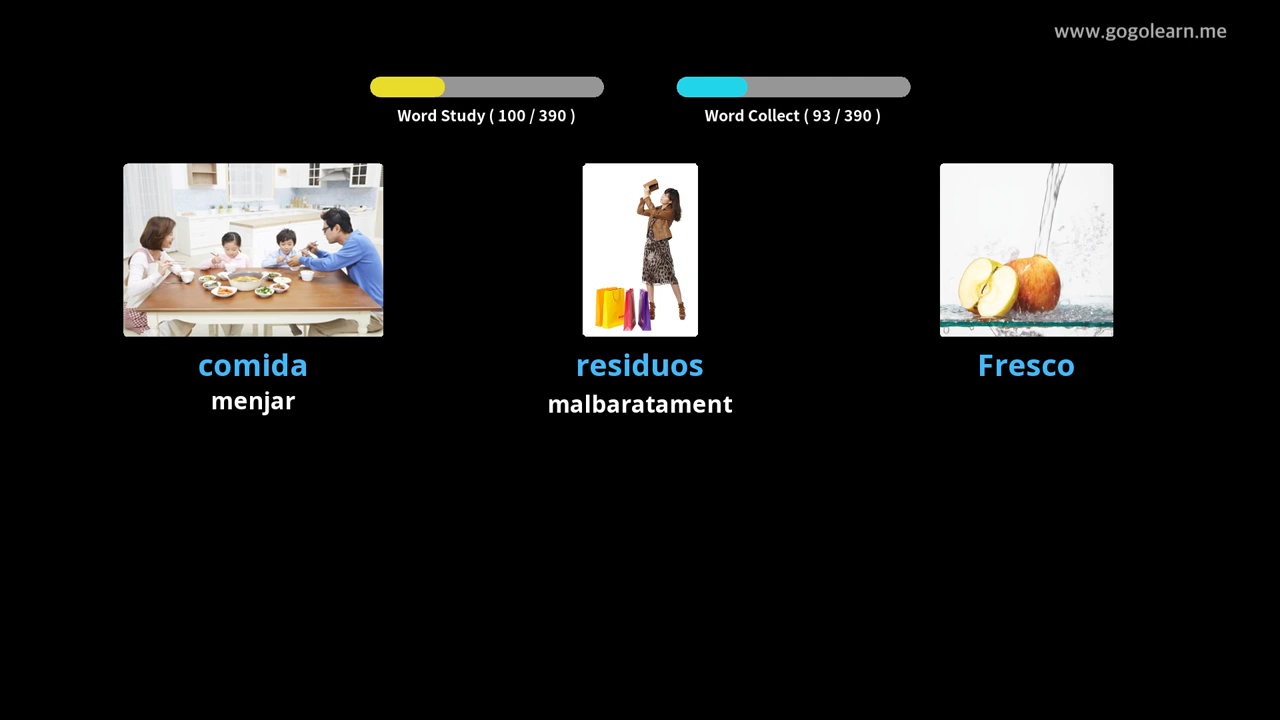 www.gogolearn.me
Word Study ( 100 / 390 )
Word Collect ( 93 / 390 )
comida
menjar
residuos
malbaratament
Fresco